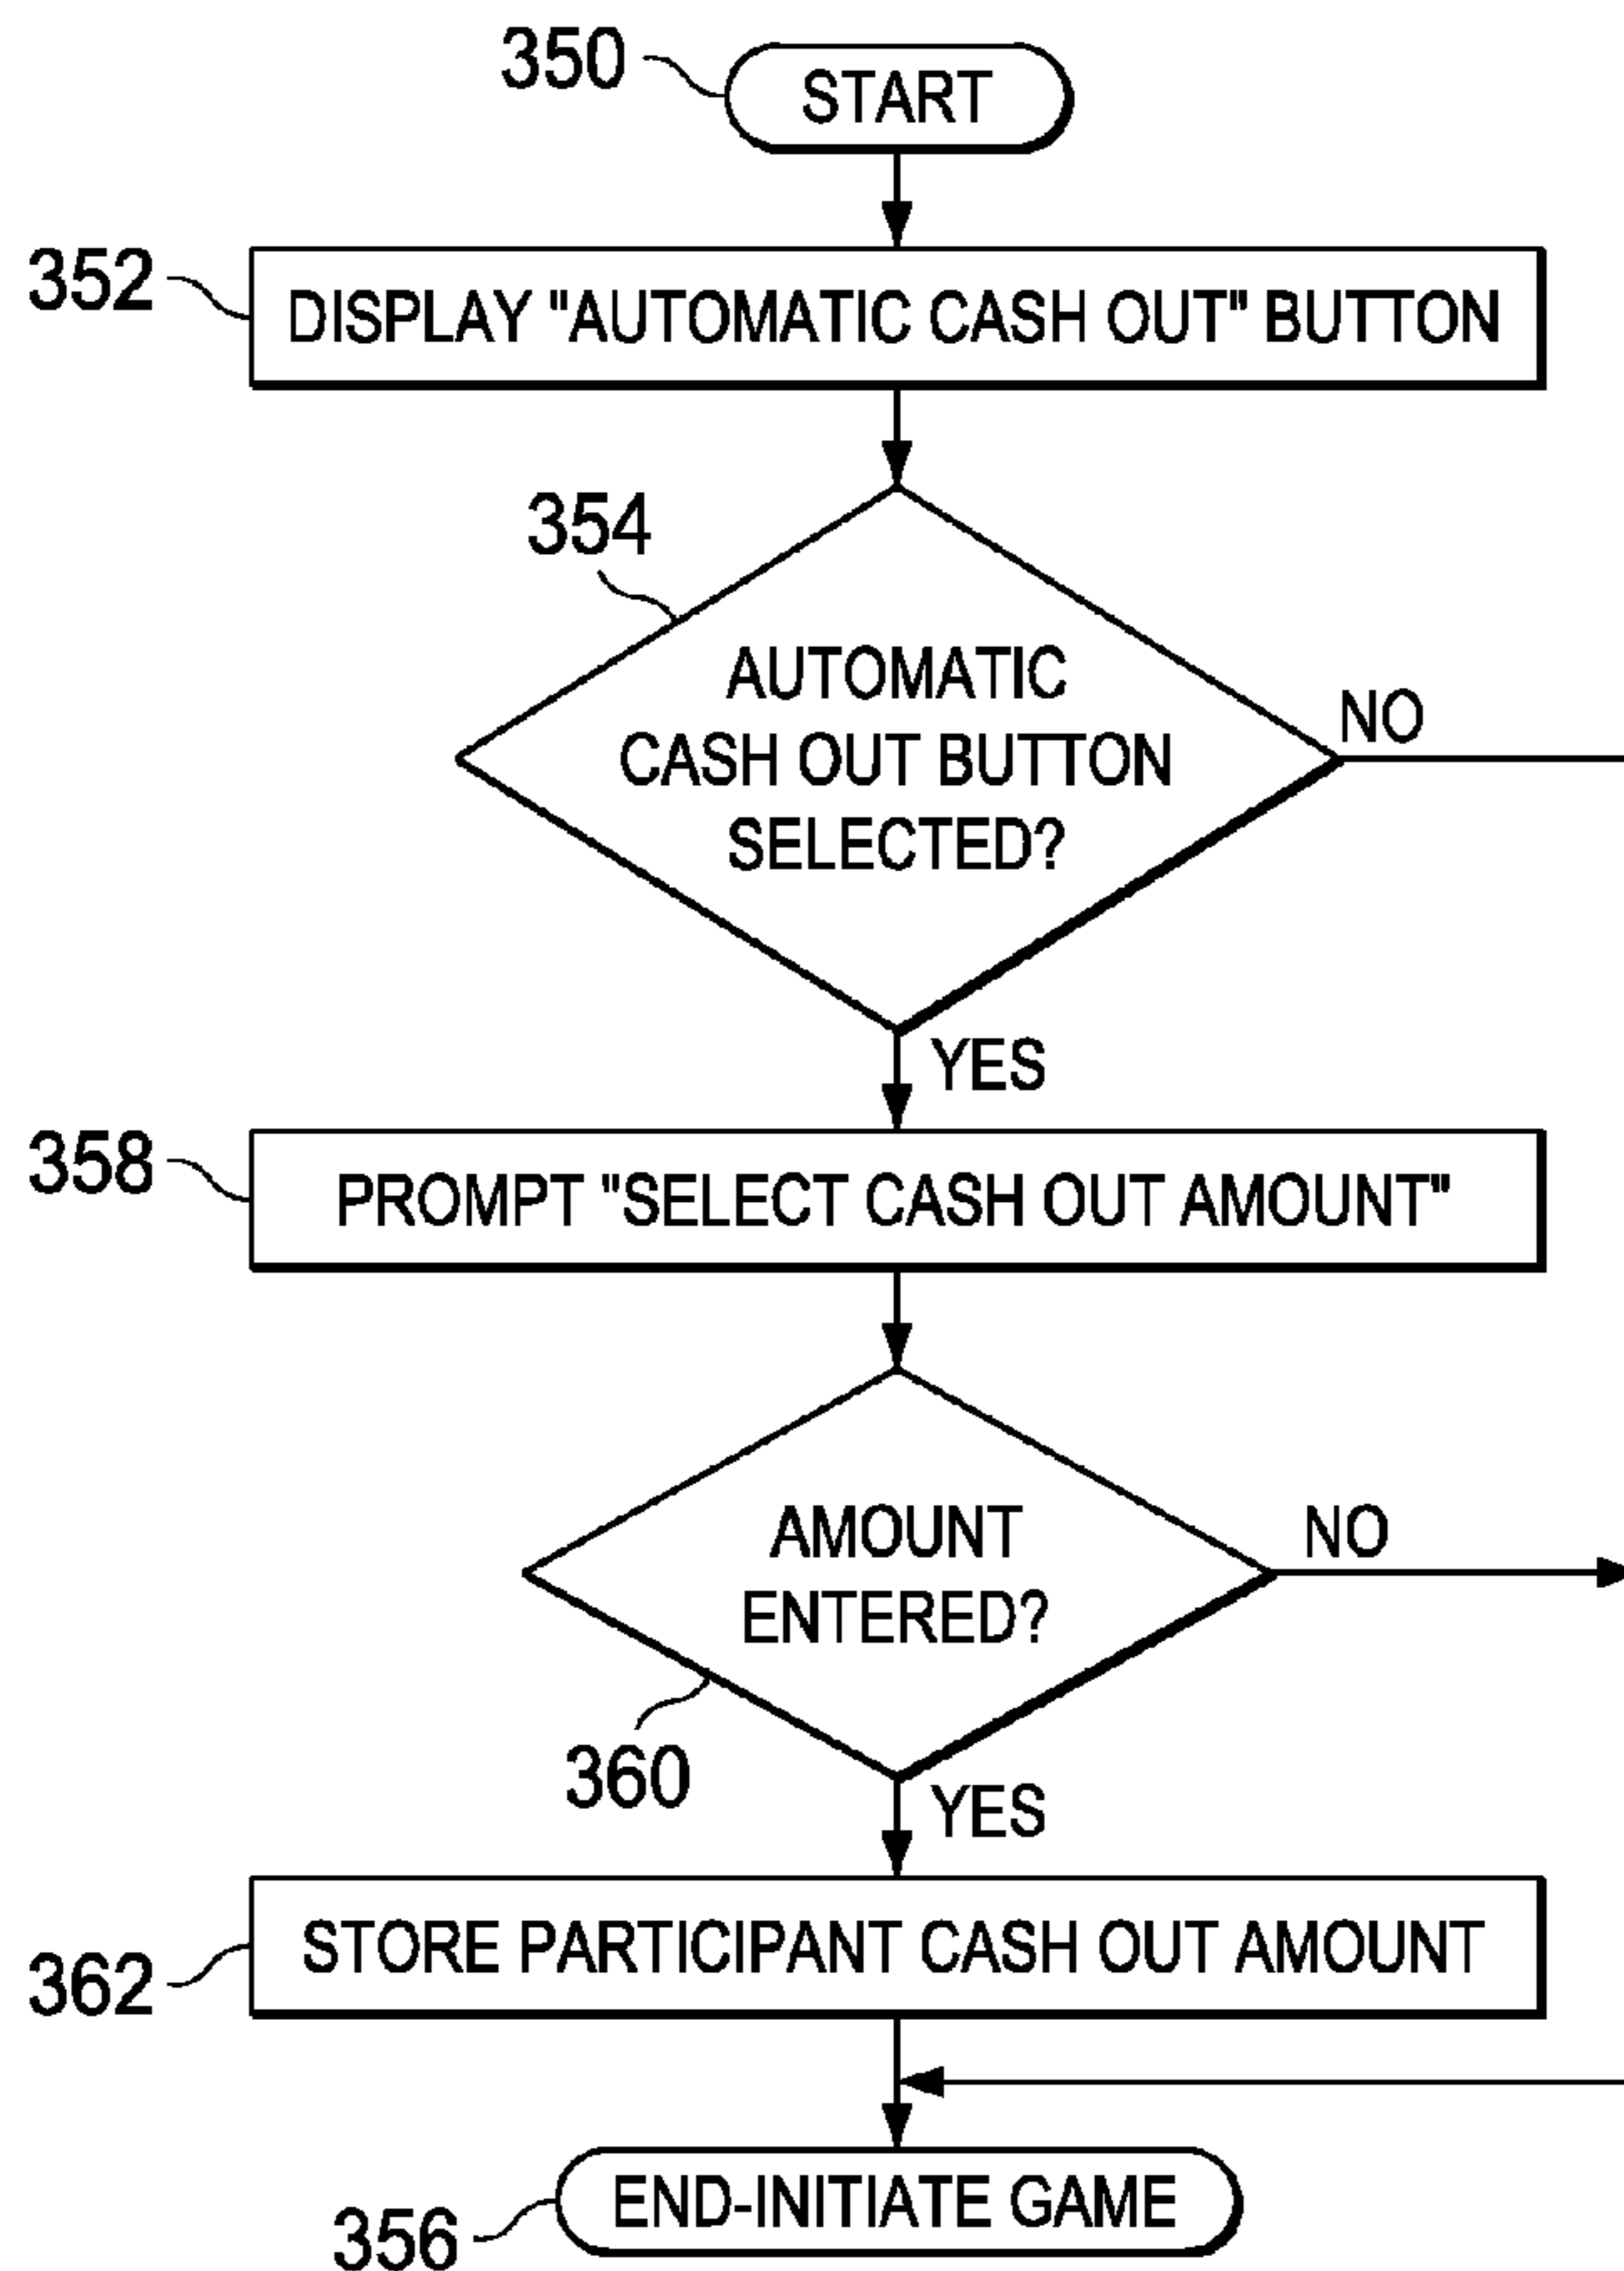 350
START
352
DISPLAY "AUTOMATIC CASH OUT" BUTTON
354
AUTOMATIC
CASH OUT BUTTON
SELECTED?
NO
YES
358
PROMPT "SELECT CASH OUT AMOUNT"
AMOUNT
ENTERED?
NO
360
YES
362
STORE PARTICIPANT CASH OUT AMOUNT
356
END-INITIATE GAME